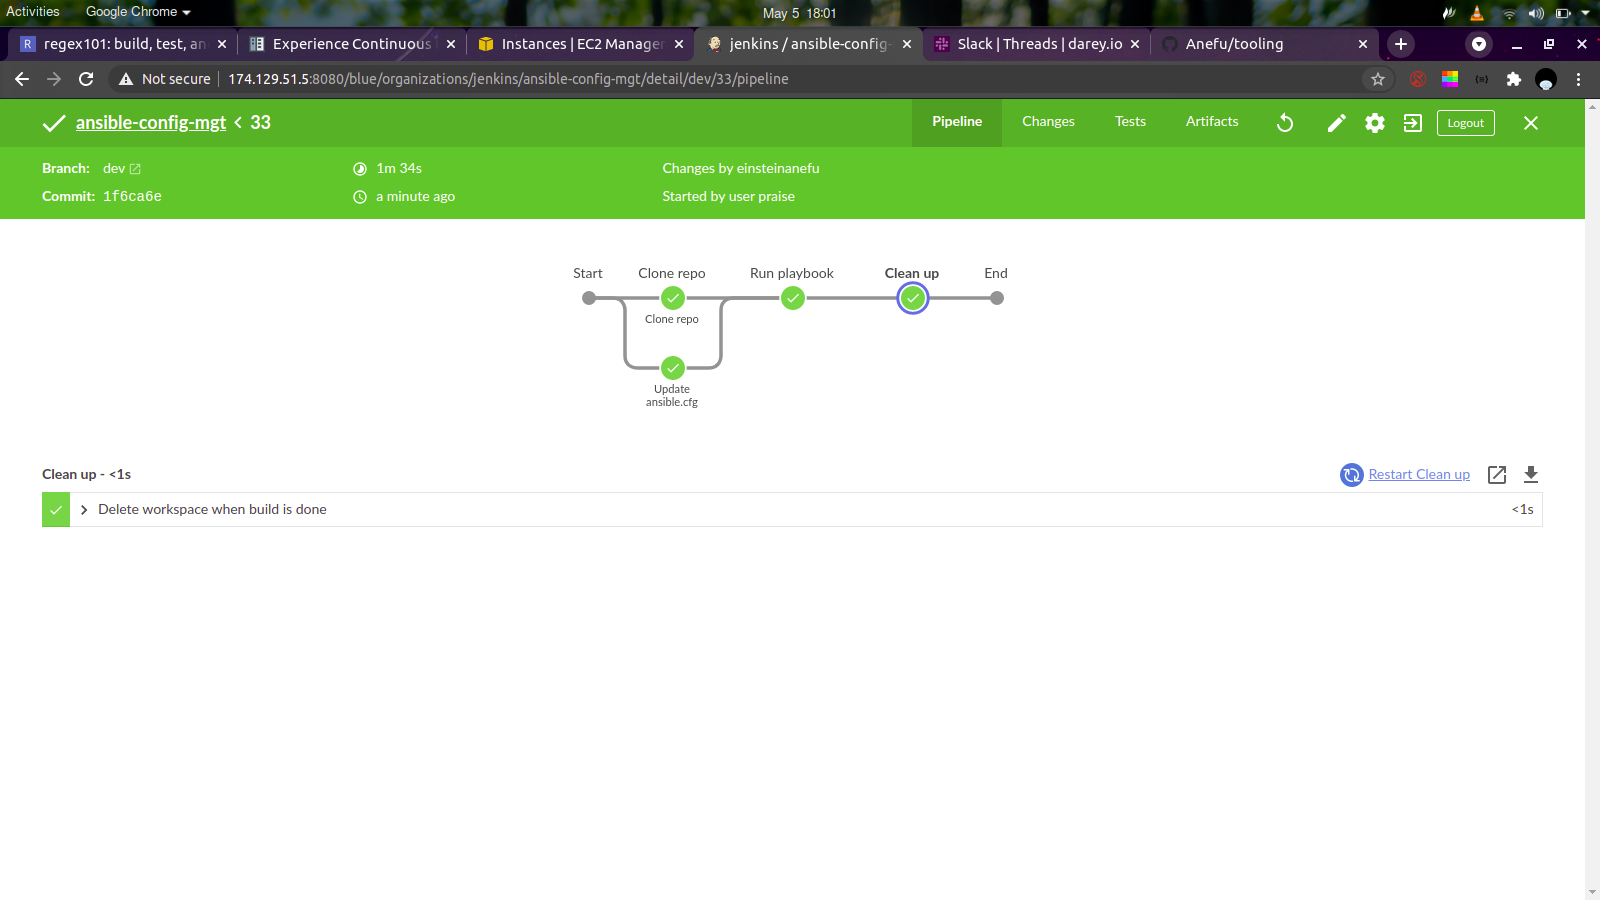 Activities Google Chrome May 5 18:01
regex101: build, test, an Experience Continuous Instances | EC2 Manager jenkins / ansible-config- Slack | Threads | darey.io Anefu/tooling
Not secure 174.129.51.5:8080/blue/organizations/jenkins/ansible-config-mgt/detail/dev/33/pipeline
ansible-config-mgt < 33 Pipeline Changes Tests Artifacts Logout
Branch: dev 1m 34s Changes by einsteinanefu
Commit: 1f6ca6e a minute ago Started by user praise
Start Clone repo Run playbook Clean up End
Clone repo
Update
ansible.cfg
Clean up - <1s Restart Clean up
Delete workspace when build is done <1s